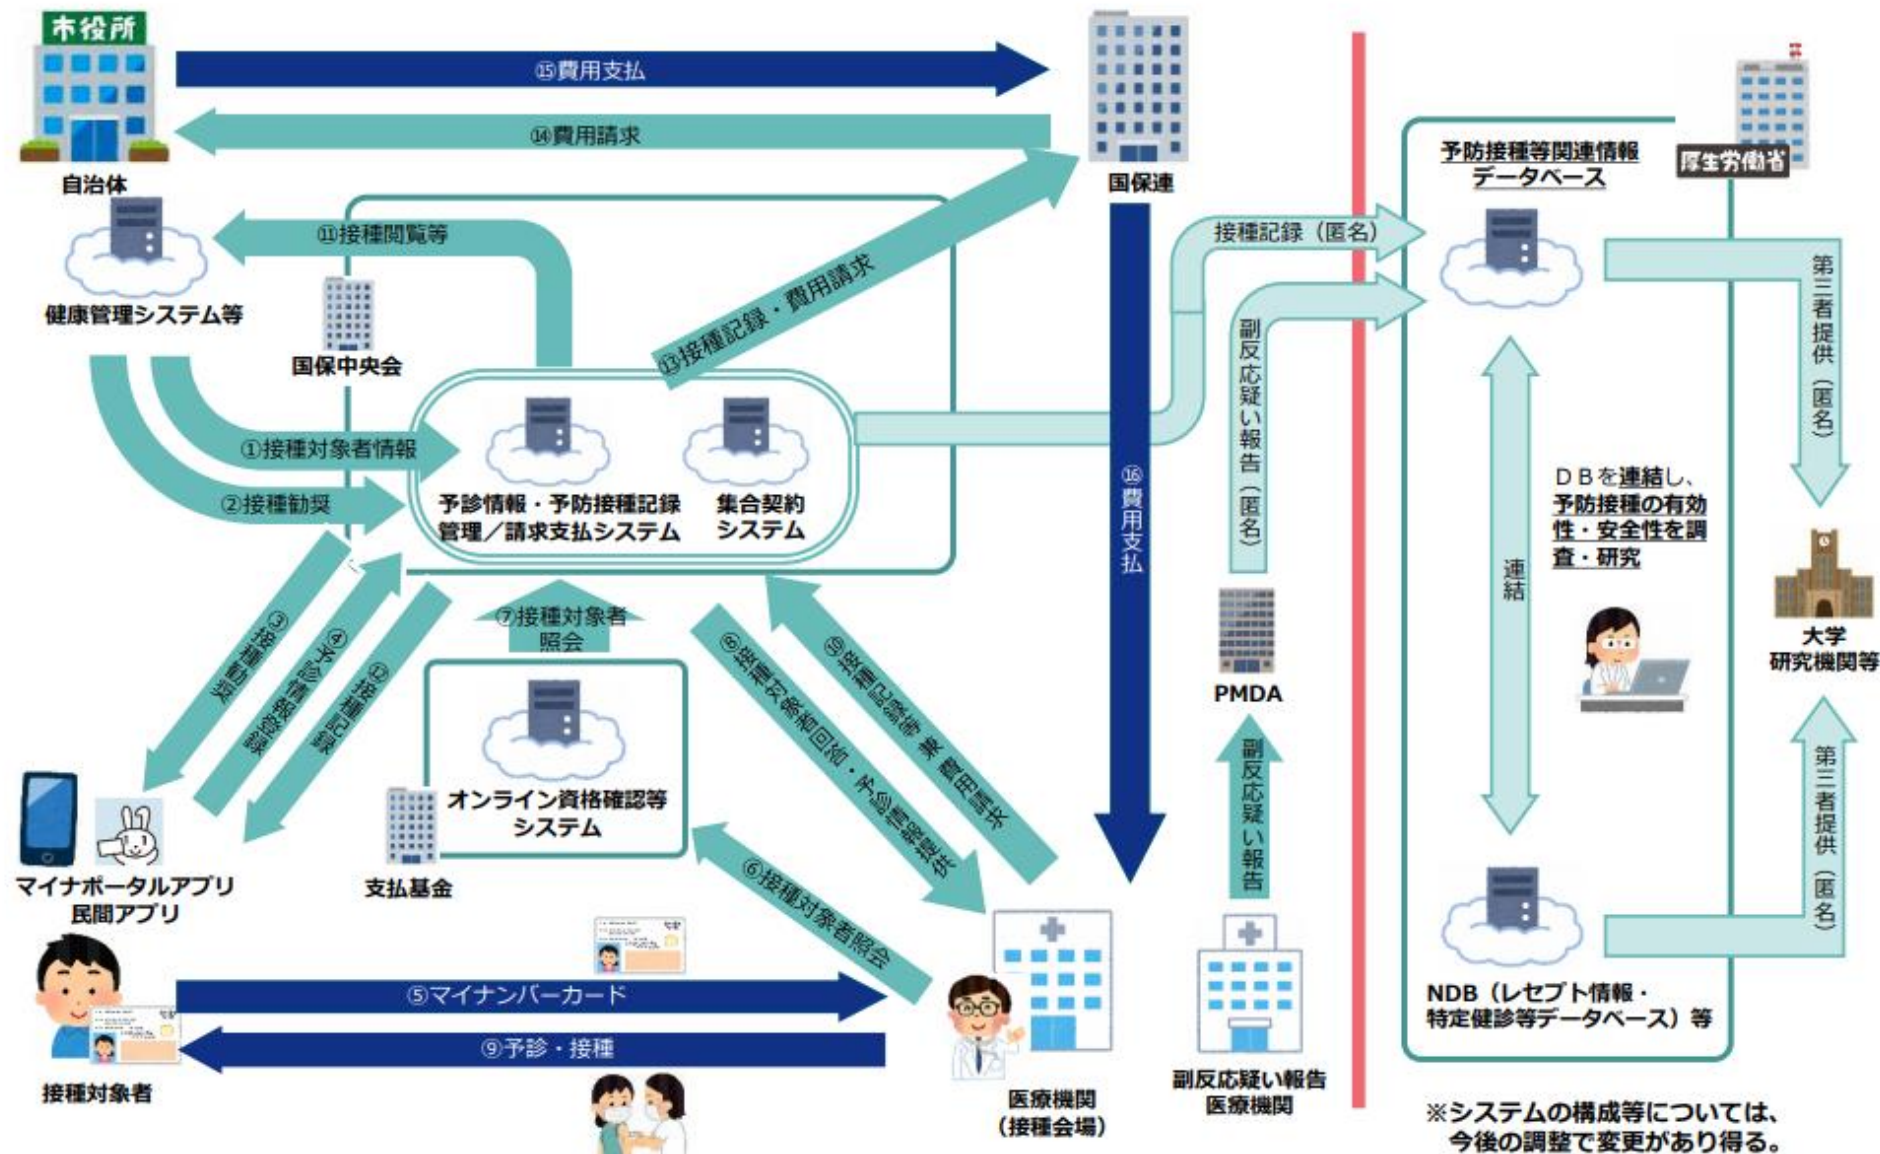 市役所
自治体
⑮費用支払
⑭費用請求
国保連
⑪接種閲覧等
健康管理システム等
国保中央会
⑬接種記録・費用請求
①接種対象者情報
②接種勧奨
予診情報・予防接種記録
管理／請求支払システム
集合契約
システム
③接種勧奨
④予診情報登録
⑫接種記録
⑦接種対象者
照会
⑧接種対象者回答・予診情報提供
⑩接種記録等 兼 費用請求
オンライン資格確認等
システム
支払基金
⑥接種対象者照会
マイナポータルアプリ
民間アプリ
⑤マイナンバーカード
⑨予診・接種
接種対象者
医療機関
（接種会場）
⑯費用支払
接種記録（匿名）
副反応疑い報告（匿名）
PMDA
副反応疑い報告
副反応疑い報告
医療機関
予防接種等関連情報
データベース
厚生労働省
第三者提供（匿名）
連結
ＤＢを連結し、
予防接種の有効
性・安全性を調
査・研究
大学
研究機関等
第三者提供（匿名）
NDB（レセプト情報・
特定健診等データベース）等
※システムの構成等については、
今後の調整で変更があり得る。